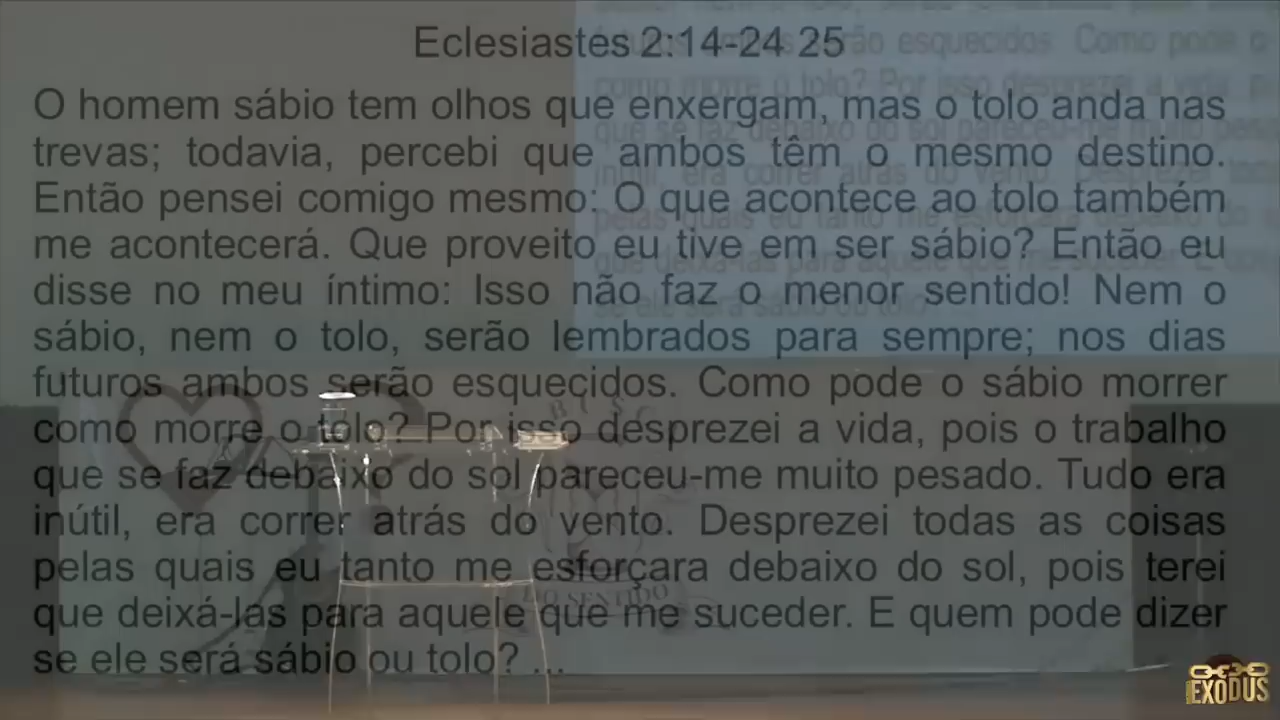 Eclesiastes 2:14-24 25
O homem sábio tem olhos que enxergam, mas o tolo anda nas
trevas; todavia, percebi que ambos têm o mesmo destino.
Então pensei comigo mesmo: O que acontece ao tolo também
me acontecerá. Que proveito eu tive em ser sábio? Então eu
disse no meu íntimo: Isso não faz o menor sentido! Nem o
sábio, nem o tolo, serão lembrados para sempre; nos dias
futuros ambos serão esquecidos. Como pode o sábio morrer
como morre o tolo? Por isso desprezei a vida, pois o trabalho
que se faz debaixo do sol pareceu-me muito pesado. Tudo era
inútil, era correr atrás do vento. Desprezei todas as coisas
pelas quais eu tanto me esforçara debaixo do sol, pois terei
que deixá-las para aquele que me suceder. E quem pode dizer
se ele será sábio ou tolo? ...
DO SENTIDO
EXODUS